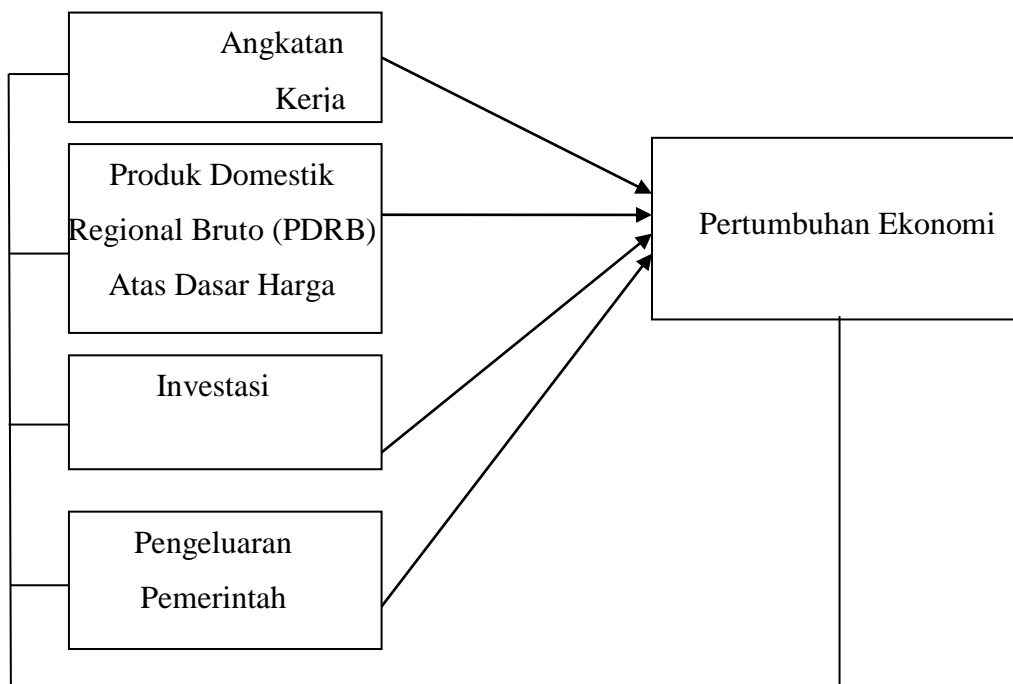 Angkatan
Kerja
Produk Domestik
Regional Bruto (PDRB)
Atas Dasar Harga
Investasi
Pengeluaran
Pemerintah
Pertumbuhan Ekonomi